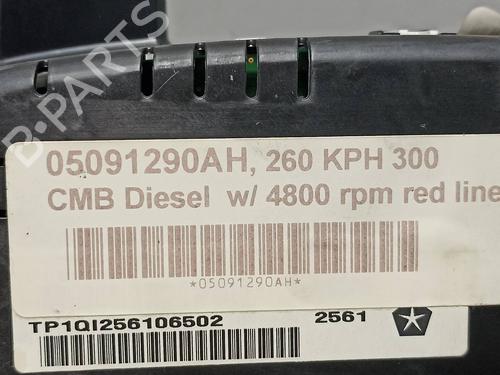 B-PARTS
05091290AH, 260 KPH 300
CMB Diesel w/ 4800 rpm red line
*05091290AH*
TP1QI256106502 2561